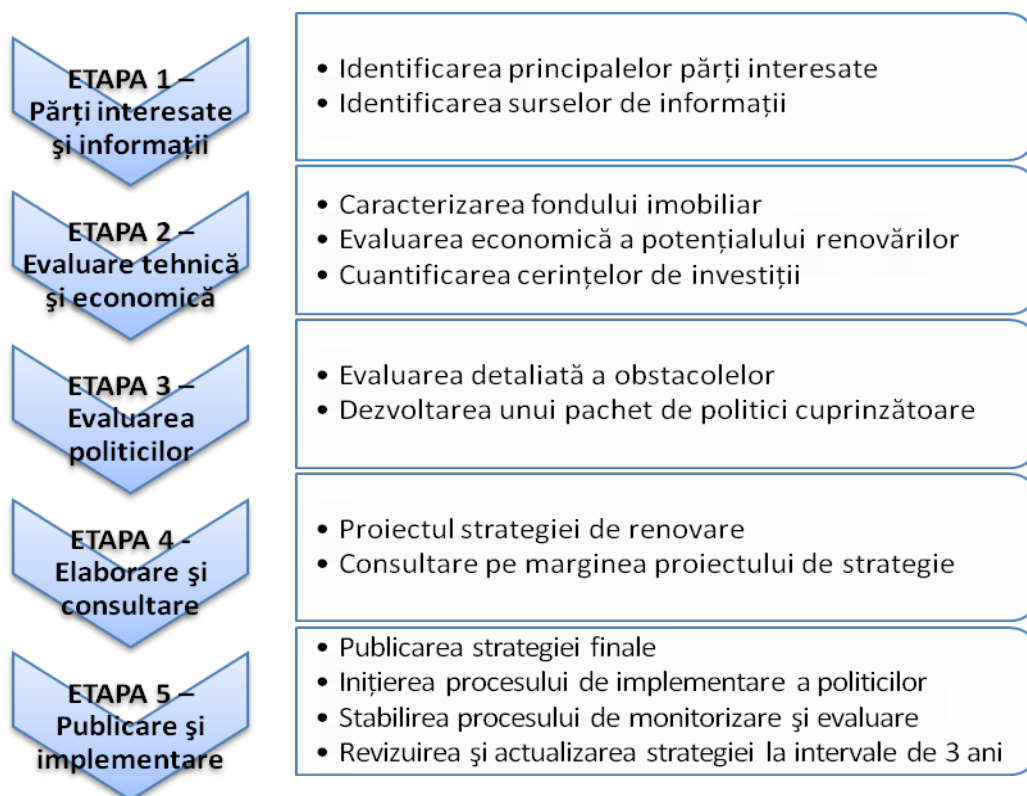 ETAPA 1 –
Părți interesate
şi informații
• Identificarea principalelor părți interesate
• Identificarea surselor de informații
ETAPA 2 –
Evaluare tehnică
şi economică
• Caracterizarea fondului imobiliar
• Evaluarea economică a potențialului renovărilor
• Cuantificarea cerințelor de investiții
ETAPA 3 –
Evaluarea
politicilor
• Evaluarea detaliată a obstacolelor
• Dezvoltarea unui pachet de politici cuprinzătoare
ETAPA 4 -
Elaborare şi
consultare
• Proiectul strategiei de renovare
• Consultare pe marginea proiectului de strategie
ETAPA 5 –
Publicare şi
implementare
• Publicarea strategiei finale
• Inițierea procesului de implementare a politicilor
• Stabilirea procesului de monitorizare şi evaluare
• Revizuirea şi actualizarea strategiei la intervale de 3 ani